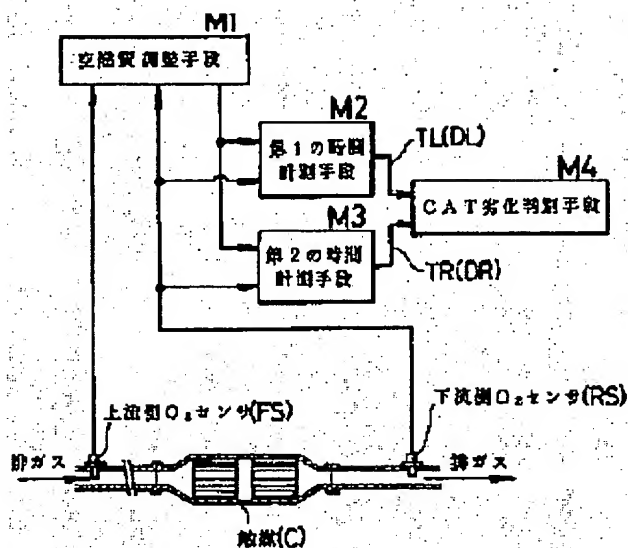 M1
空燃費調整手段
M2
第1の時間
計測手段
TL(DL)
M4
CAT劣化判別手段
M3
第2の時間
計測手段
TR(DR)
上流側O₂センサ(FS)
下流側O₂センサ(RS)
排ガス
排ガス
触媒(C)